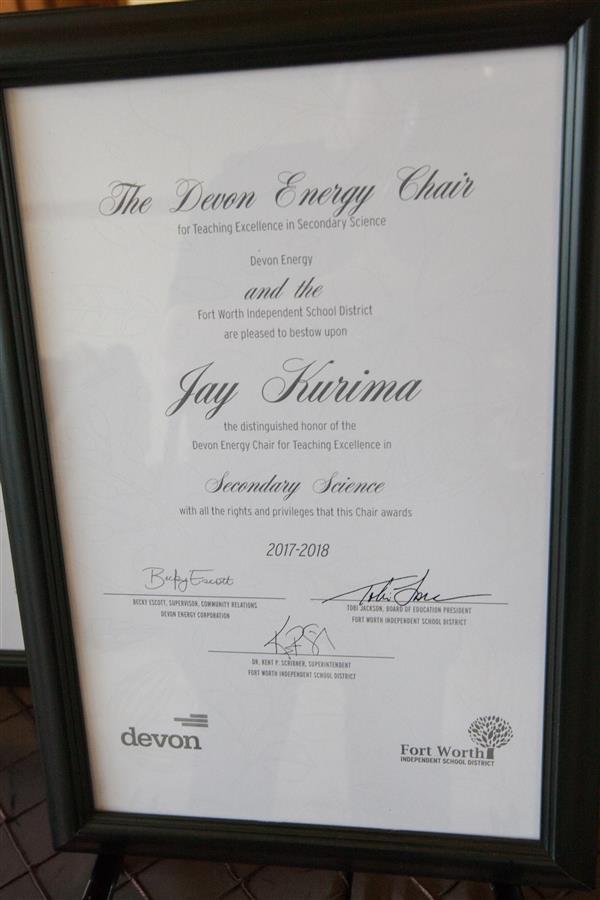 The Devon Energy Chair
for Teaching Excellence in Secondary Science
Devon Energy
and the
Fort Worth Independent School District
are pleased to bestow upon
Jay Kurima
the distinguished honor of the
Devon Energy Chair for Teaching Excellence in
Secondary Science
with all the rights and privileges that this Chair awards
2017-2018
Becky Escott
BECKY ESCOTT, SUPERVISOR, COMMUNITY RELATIONS
DEVON ENERGY CORPORATION
TOBI JACKSON, BOARD OF EDUCATION PRESIDENT
FORT WORTH INDEPENDENT SCHOOL DISTRICT
DR. KENT P. SCRIBNER, SUPERINTENDENT
FORT WORTH INDEPENDENT SCHOOL DISTRICT
devon
Fort Worth
INDEPENDENT SCHOOL DISTRICT